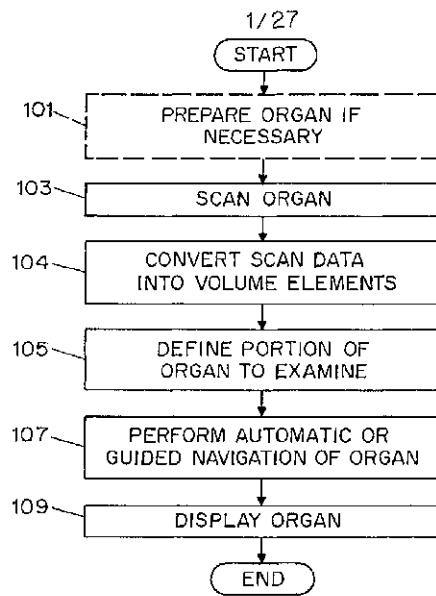 1/27
START
101
PREPARE ORGAN IF
NECESSARY
103
SCAN ORGAN
104
CONVERT SCAN DATA
INTO VOLUME ELEMENTS
105
DEFINE PORTION OF
ORGAN TO EXAMINE
107
PERFORM AUTOMATIC OR
GUIDED NAVIGATION OF ORGAN
109
DISPLAY ORGAN
END